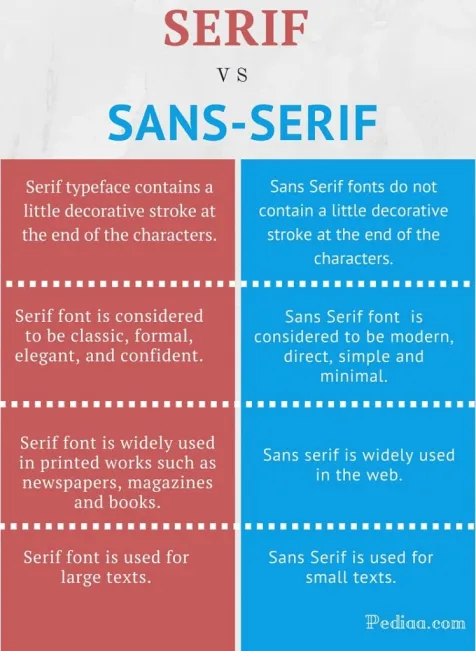 SERIF
VS
SANS-SERIF
Serif typeface contains a
little decorative stroke at
the end of the characters.
Sans Serif fonts do not
contain a little decorative
stroke at the end of the
characters.
Serif font is considered
to be classic, formal,
elegant, and confident.
Sans Serif font is
considered to be modern,
direct, simple and
minimal.
Serif font is widely used
in printed works such as
newspapers, magazines
and books.
Sans serif is widely used
in the web.
Serif font is used for
large texts.
Sans Serif is used for
small texts.
Pediaa.com